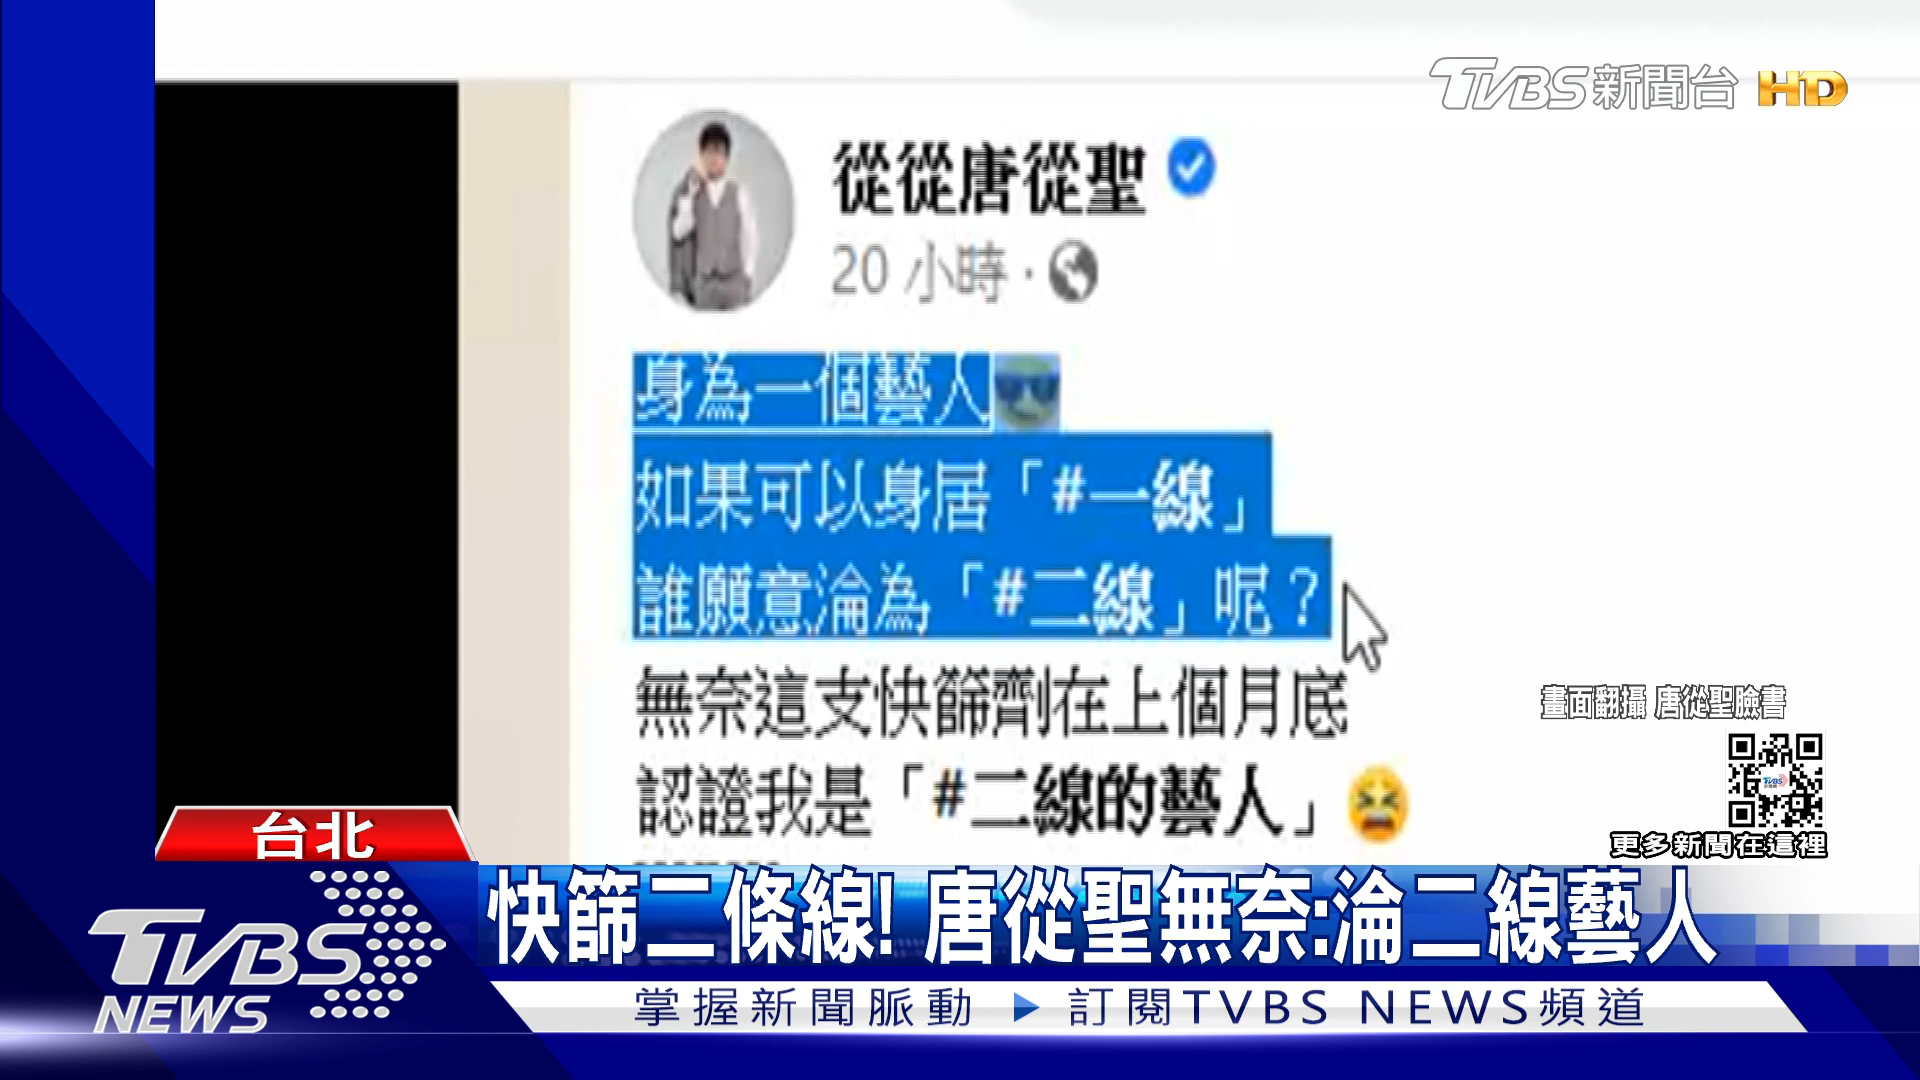 TVBS新聞台 HD
從從唐從聖
20 小時
身為一個藝人
如果可以身居「#一線」
誰願意淪為「#二線」呢？
無奈這支快篩劑在上個月底
認證我是「#二線的藝人」
畫面翻攝 唐從聖臉書
TVBS
更多新聞在這裡
台北
快篩二條線! 唐從聖無奈:淪二線藝人
TVBS
NEWS
掌握新聞脈動 ▶ 訂閱TVBS NEWS頻道